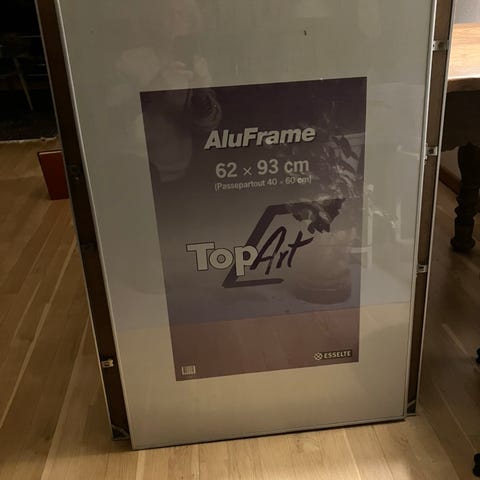 AluFrame
62 × 93 cm
(Passepartout 40 × 60 cm)
TopArt
ESSELTE